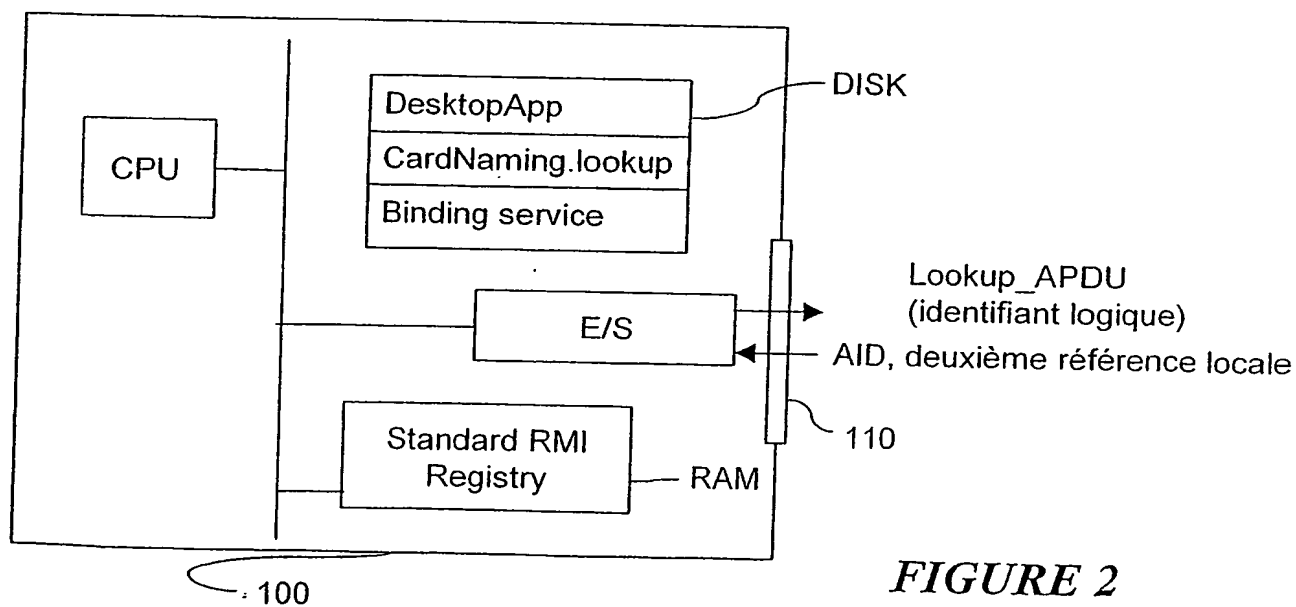 DesktopApp
DISK
CPU
CardNaming.lookup
Binding service
Lookup_APDU
(identifiant logique)
E/S
AID, deuxième référence locale
110
Standard RMI
Registry
RAM
100
FIGURE 2